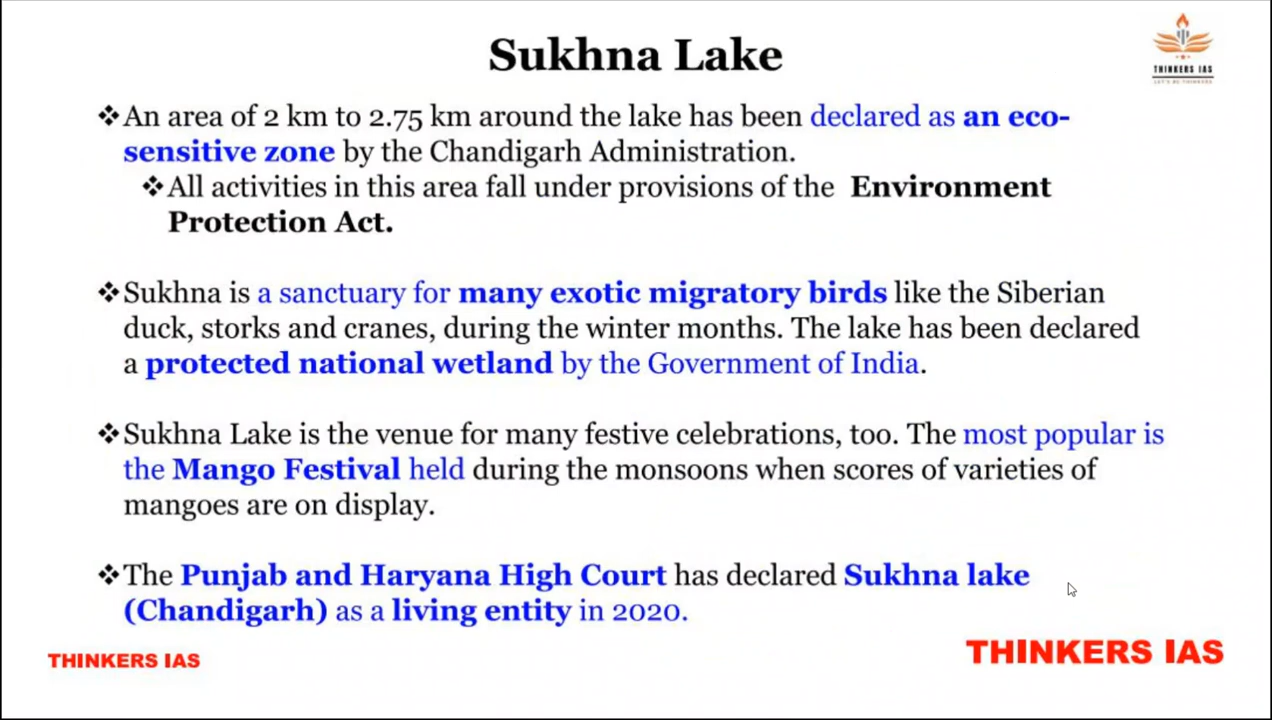 Sukhna Lake
THINKERS IAS
LET'S BE THINKERS
❖An area of 2 km to 2.75 km around the lake has been declared as an eco-
sensitive zone by the Chandigarh Administration.
❖All activities in this area fall under provisions of the Environment
Protection Act.
❖Sukhna is a sanctuary for many exotic migratory birds like the Siberian
duck, storks and cranes, during the winter months. The lake has been declared
a protected national wetland by the Government of India.
❖Sukhna Lake is the venue for many festive celebrations, too. The most popular is
the Mango Festival held during the monsoons when scores of varieties of
mangoes are on display.
❖The Punjab and Haryana High Court has declared Sukhna lake
(Chandigarh) as a living entity in 2020.
THINKERS IAS
THINKERS IAS